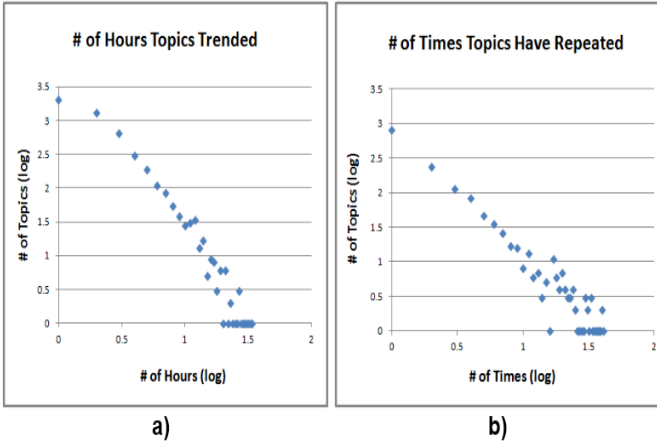 # of Hours Topics Trended
3.5
3
2.5
2
1.5
1
0.5
0
0 0.5 1 1.5 2
# of Topics (log)
# of Hours (log)
a)
# of Times Topics Have Repeated
3.5
3
2.5
2
1.5
1
0.5
0
0 0.5 1 1.5 2
# of Topics (log)
# of Times (log)
b)